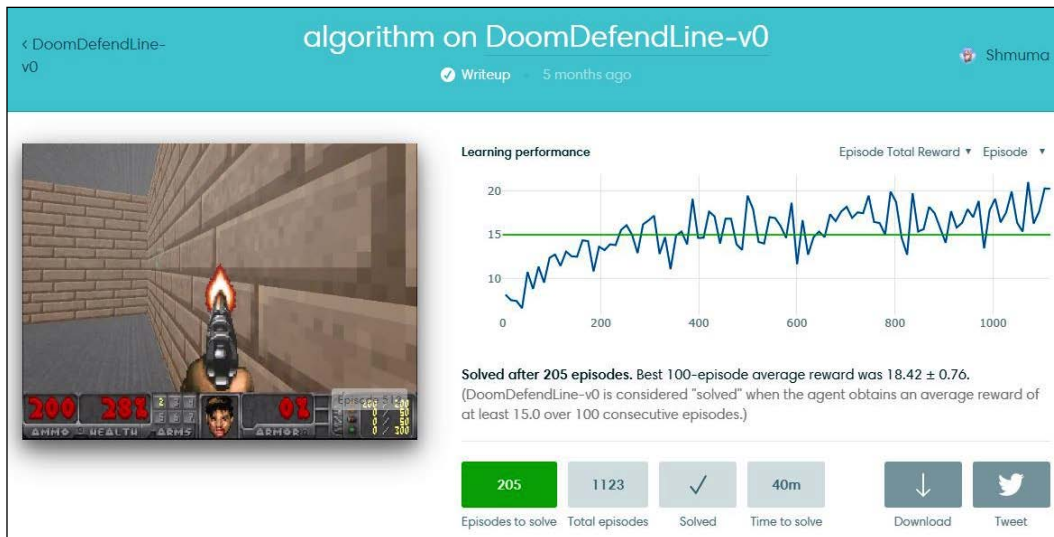 < DoomDefendLine-
v0
algorithm on DoomDefendLine-v0
Writeup 5 months ago
Shmuma
Learning performance
Episode Total Reward ▾ Episode ▾
20
15
10
0 200 400 600 800 1000
Solved after 205 episodes. Best 100-episode average reward was 18.42 ± 0.76.
(DoomDefendLine-v0 is considered "solved" when the agent obtains an average reward of
at least 15.0 over 100 consecutive episodes.)
200 28% 2 0%
AMMO HEALTH ARMS ARMOR
205 1123 ✓ 40m
Episodes to solve Total episodes Solved Time to solve Download Tweet